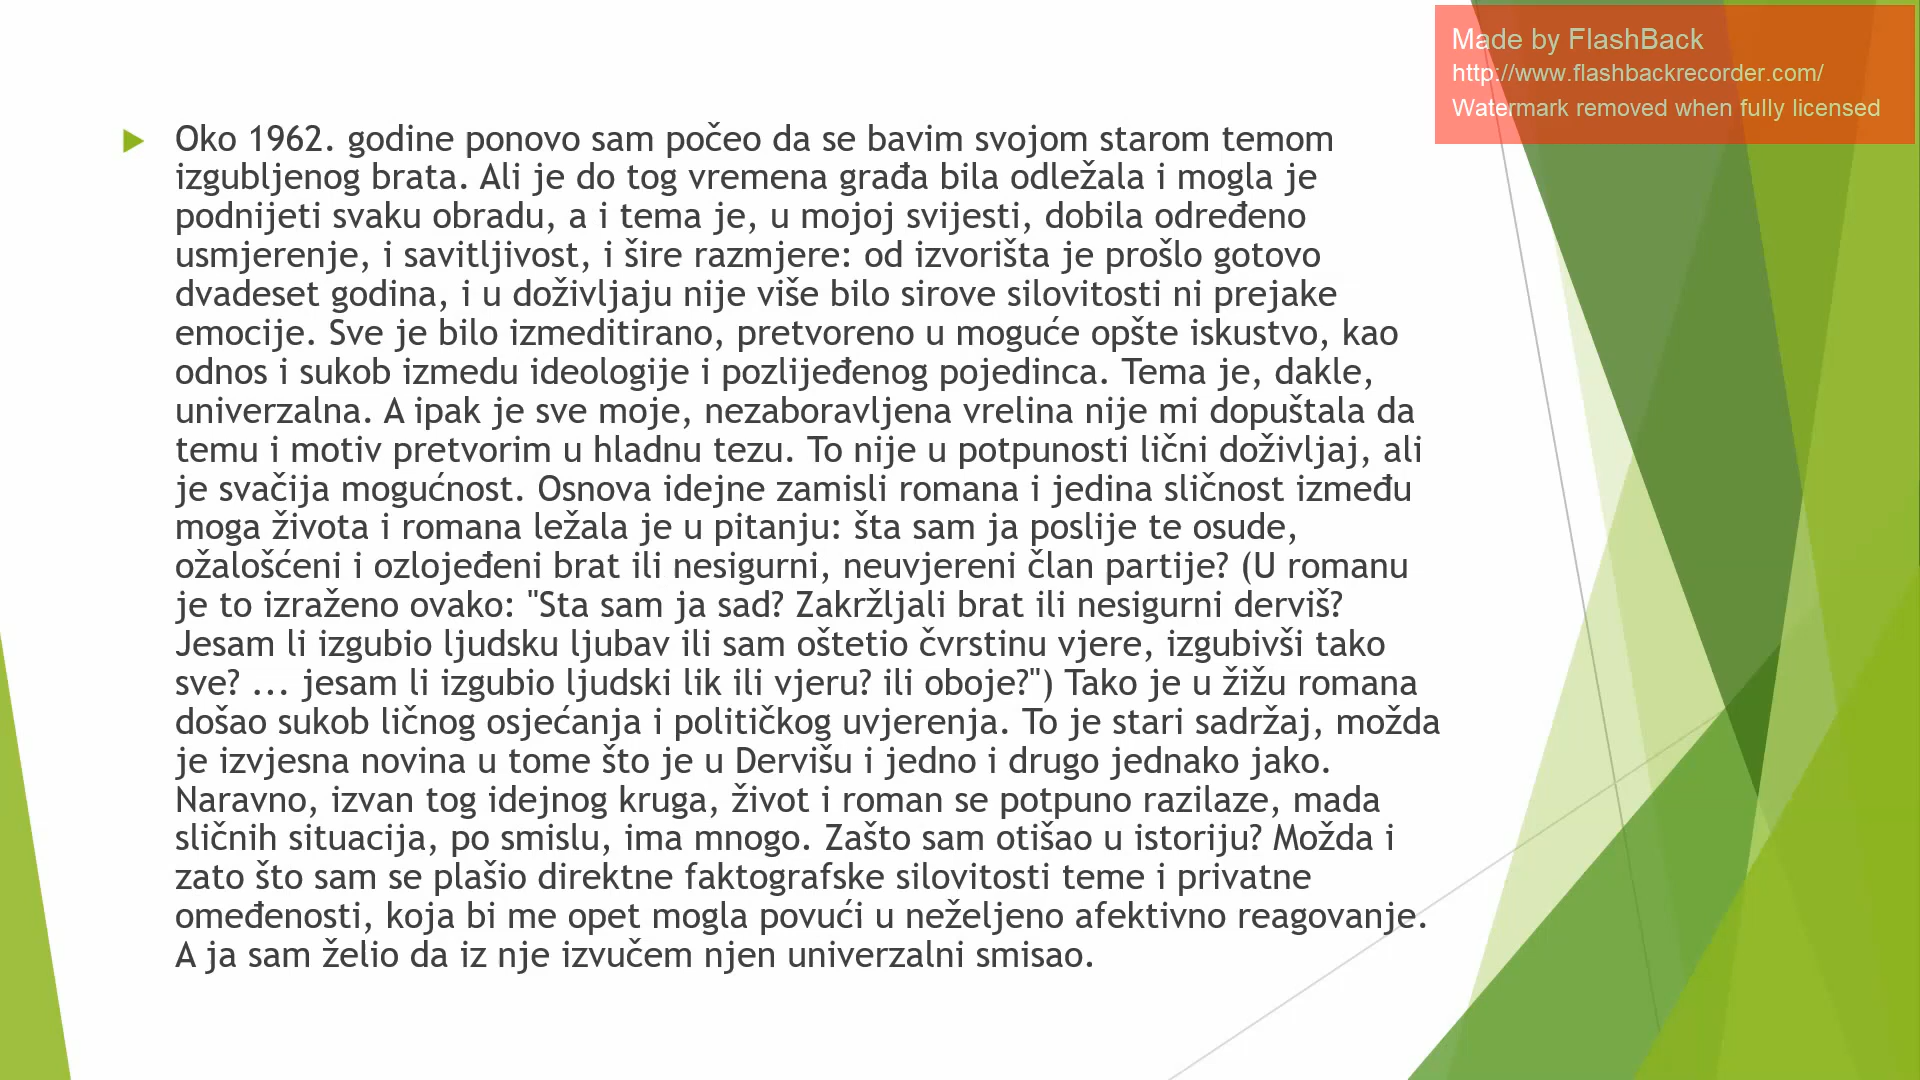 Made by FlashBack
http://www.flashbackrecorder.com/
Watermark removed when fully licensed
Oko 1962. godine ponovo sam počeo da se bavim svojom starom temom
izgubljenog brata. Ali je do tog vremena građa bila odležala i mogla je
podnijeti svaku obradu, a i tema je, u mojoj svijesti, dobila određeno
usmjerenje, i savitljivost, i šire razmjere: od izvorišta je prošlo gotovo
dvadeset godina, i u doživljaju nije više bilo sirove silovitosti ni prejake
emocije. Sve je bilo izmeditirano, pretvoreno u moguće opšte iskustvo, kao
odnos i sukob izmedu ideologije i pozlijeđenog pojedinca. Tema je, dakle,
univerzalna. A ipak je sve moje, nezaboravljena vrelina nije mi dopuštala da
temu i motiv pretvorim u hladnu tezu. To nije u potpunosti lični doživljaj, ali
je svačija mogućnost. Osnova idejne zamisli romana i jedina sličnost između
moga života i romana ležala je u pitanju: šta sam ja poslije te osude,
ožalošćeni i ozlojeđeni brat ili nesigurni, neuvjereni član partije? (U romanu
je to izraženo ovako: "Sta sam ja sad? Zakržljali brat ili nesigurni derviš?
Jesam li izgubio ljudsku ljubav ili sam oštetio čvrstinu vjere, izgubivši tako
sve? ... jesam li izgubio ljudski lik ili vjeru? ili oboje?") Tako je u žižu romana
došao sukob ličnog osjećanja i političkog uvjerenja. To je stari sadržaj, možda
je izvjesna novina u tome što je u Dervišu i jedno i drugo jednako jako.
Naravno, izvan tog idejnog kruga, život i roman se potpuno razilaze, mada
sličnih situacija, po smislu, ima mnogo. Zašto sam otišao u istoriju? Možda i
zato što sam se plašio direktne faktografske silovitosti teme i privatne
omeđenosti, koja bi me opet mogla povući u neželjeno afektivno reagovanje.
A ja sam želio da iz nje izvučem njen univerzalni smisao.